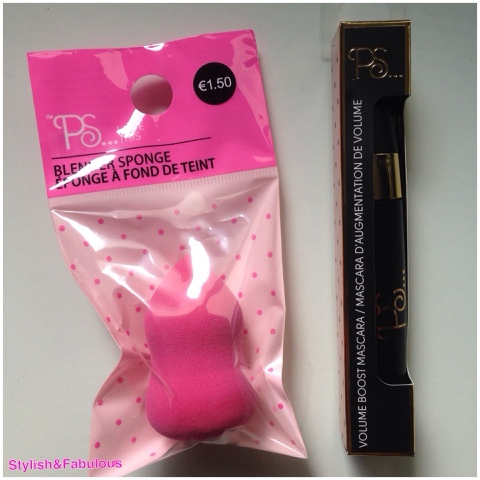 €1.50
™PS...
BLENDER SPONGE
ÉPONGE À FOND DE TEINT
PS...
VOLUME BOOST MASCARA / MASCARA D'AUGMENTATION DE VOLUME
PS...
Stylish&Fabulous